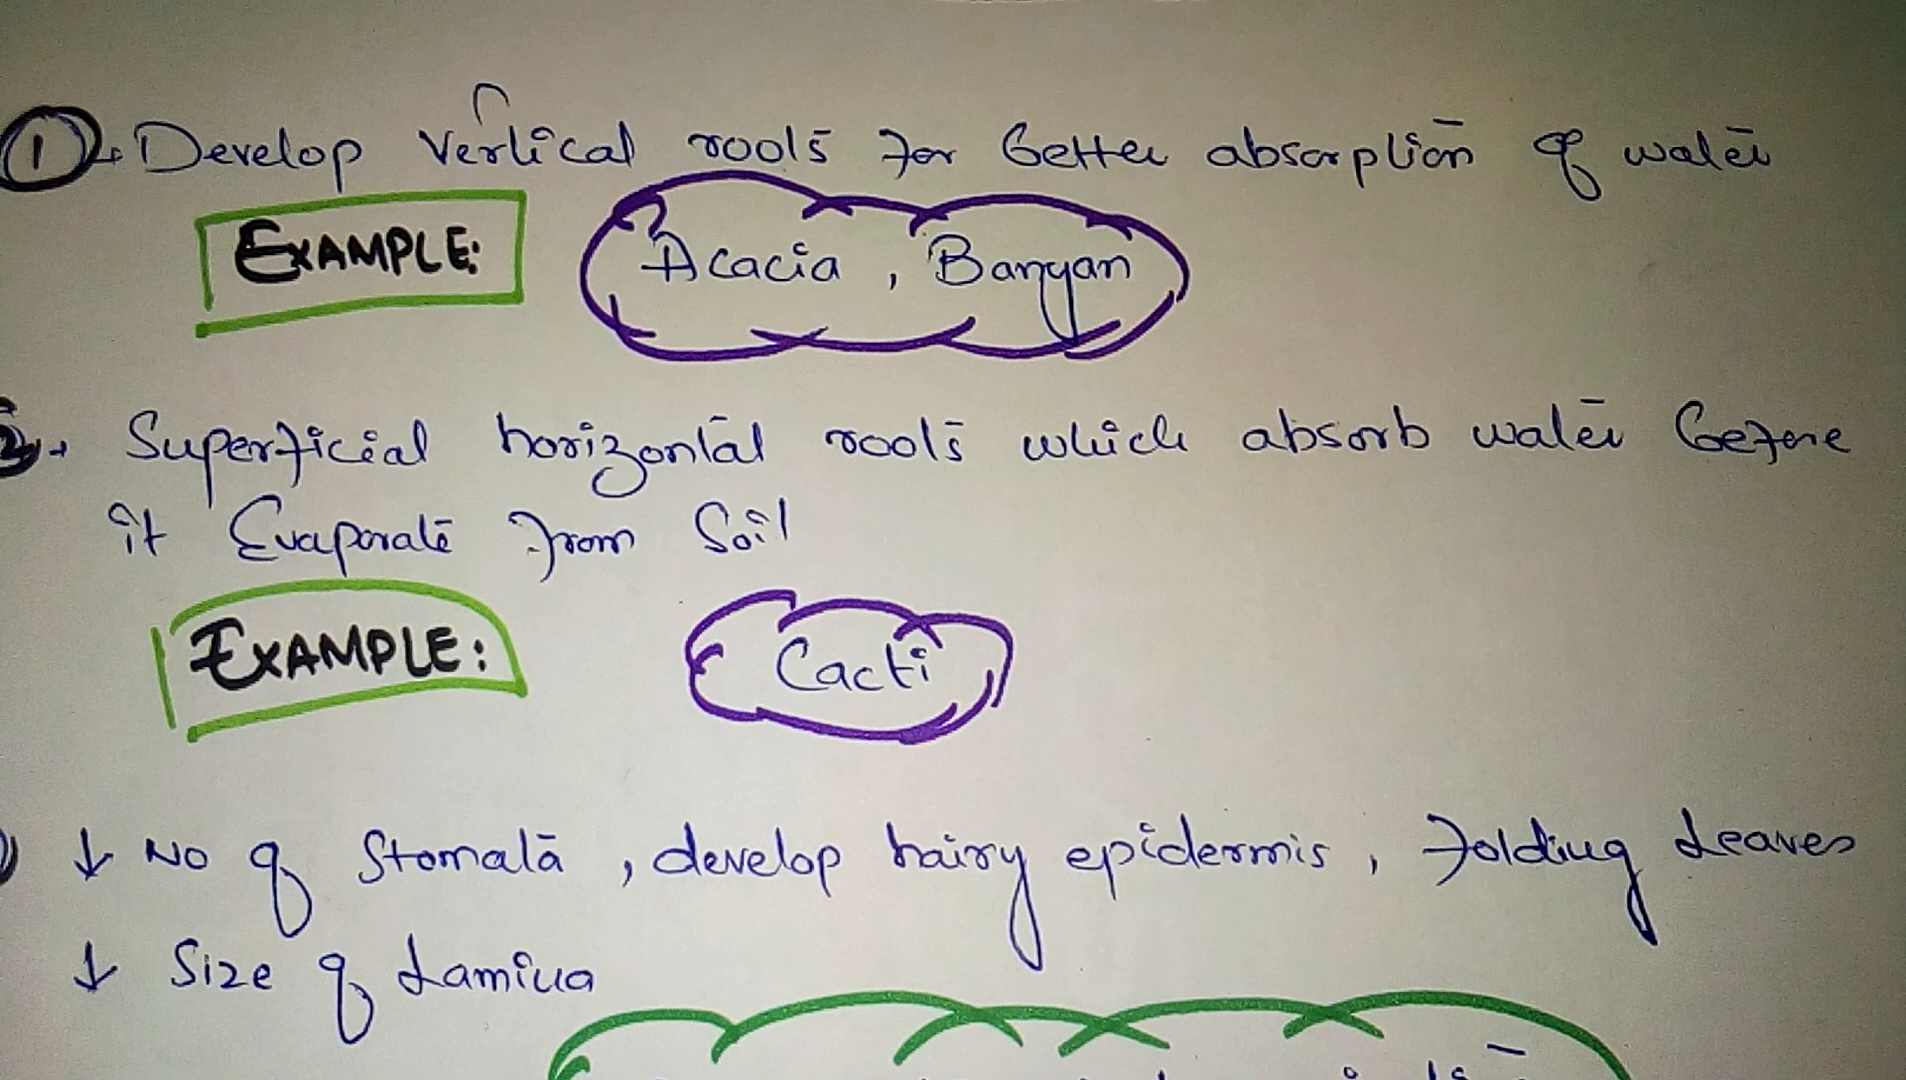 1. Develop Vertical roots for better absorption of water
EXAMPLE: Acacia, Banyan
2. Superficial horizontal roots which absorb water before
it Evaporate from Soil
EXAMPLE: Cacti
↓ No of Stomata, develop hairy epidermis, Folding Leaves
↓ Size of Lamina